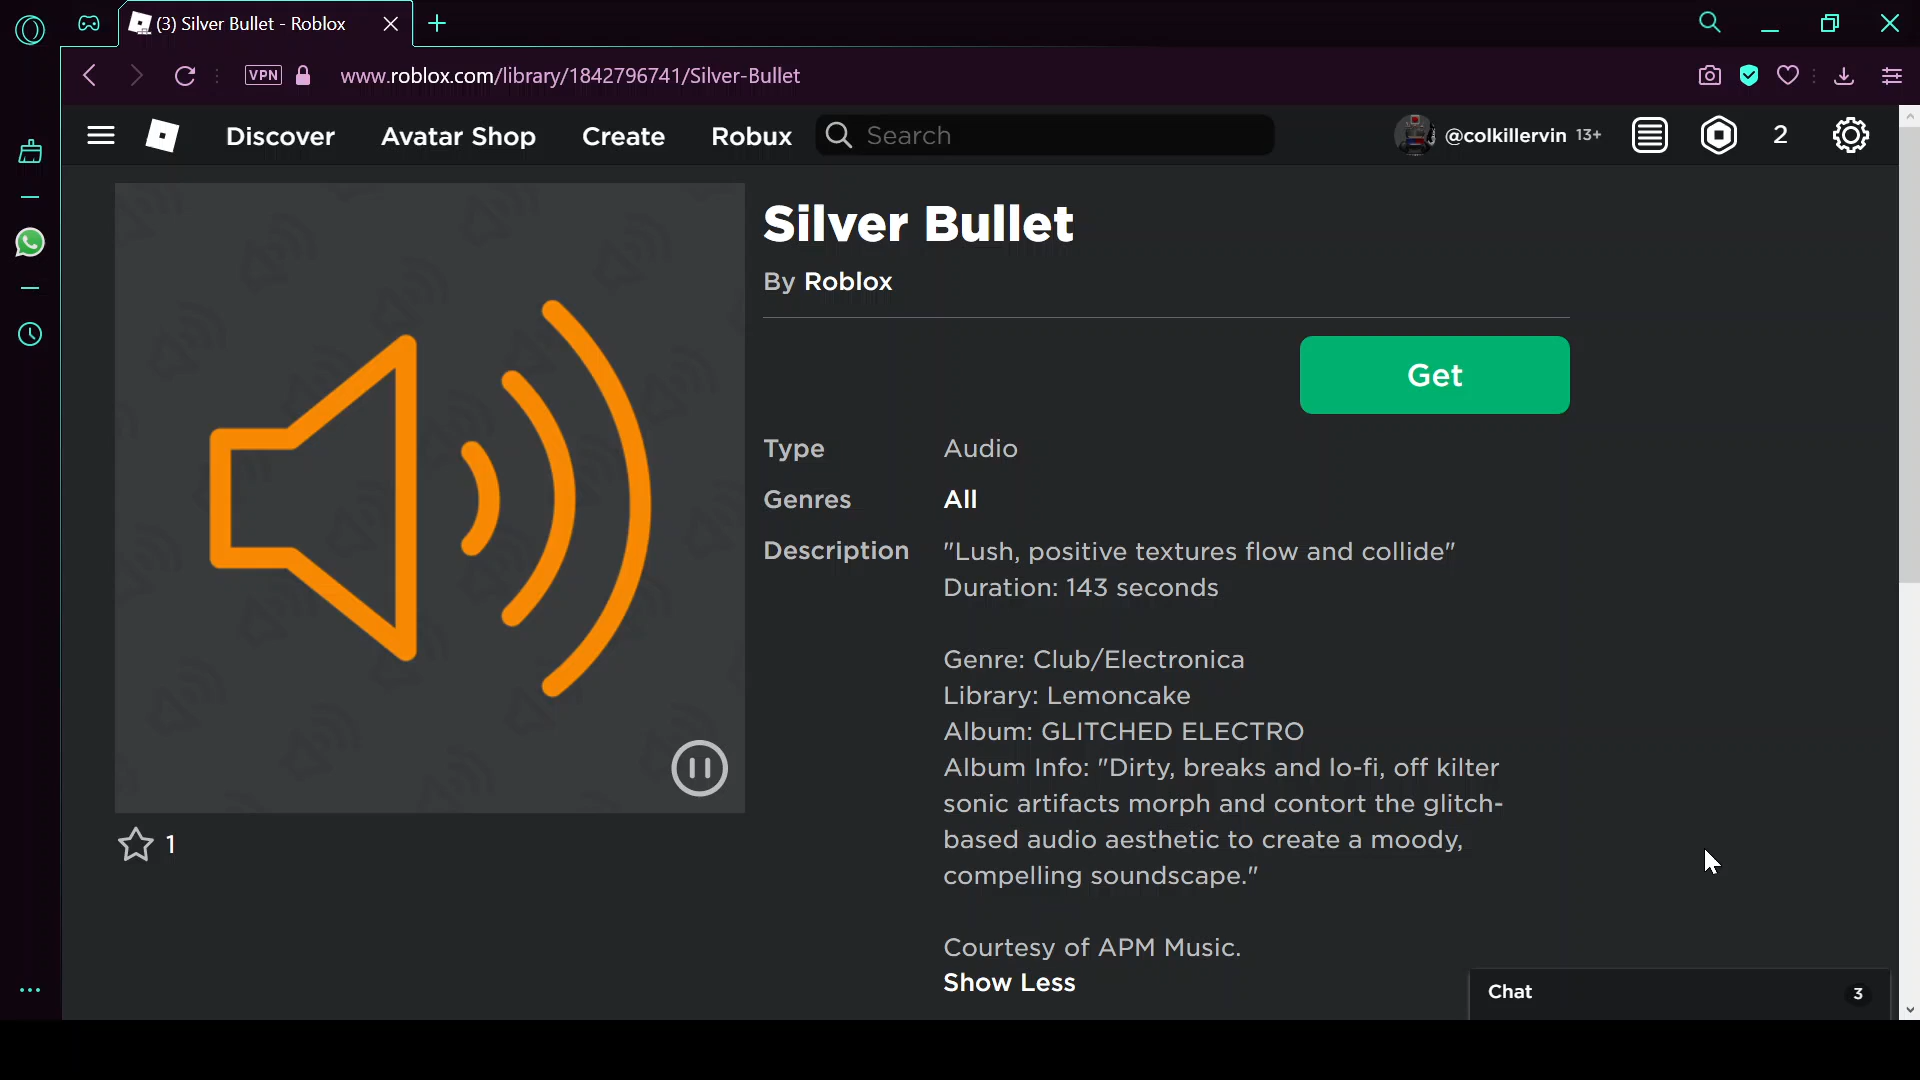 (3) Silver Bullet - Roblox
VPN
www.roblox.com/library/1842796741/Silver-Bullet
Discover
Avatar Shop
Create
Robux
Search
@colkillervin 13+
2
Silver Bullet
By Roblox
Get
Type
Audio
Genres
All
Description
"Lush, positive textures flow and collide"
Duration: 143 seconds
Genre: Club/Electronica
Library: Lemoncake
Album: GLITCHED ELECTRO
Album Info: "Dirty, breaks and lo-fi, off kilter
sonic artifacts morph and contort the glitch-
based audio aesthetic to create a moody,
compelling soundscape."
Courtesy of APM Music.
Show Less
1
Chat
3